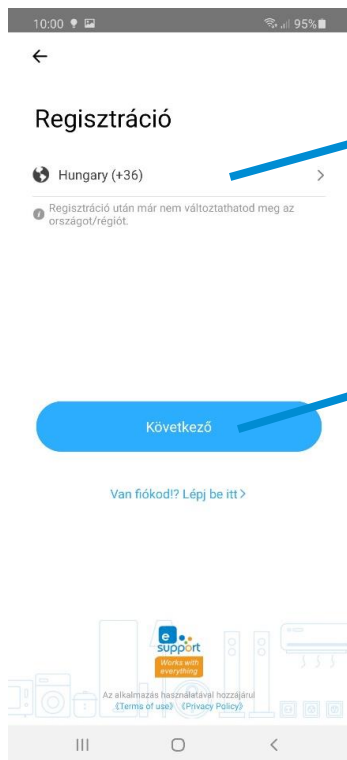 10:00 95%
Regisztráció
Hungary (+36)
Regisztráció után már nem változtathatod meg az
országot/régiót.
Következő
Van fiókod!? Lépj be itt >
e
support
Works with
everything
Az alkalmazás használatával hozzájárul
《Terms of use》 《Privacy Policy》